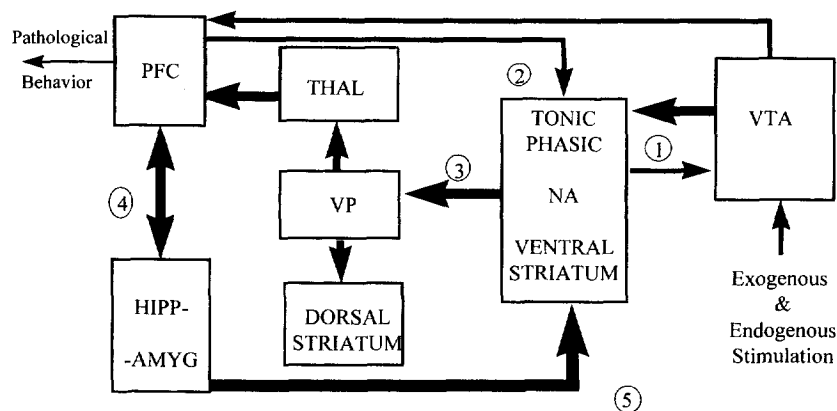 Pathological
Behavior
PFC
THAL
VP
DORSAL
STRIATUM
HIPP-
-AMYG
TONIC
PHASIC
NA
VENTRAL
STRIATUM
VTA
Exogenous
&
Endogenous
Stimulation
1
2
3
4
5